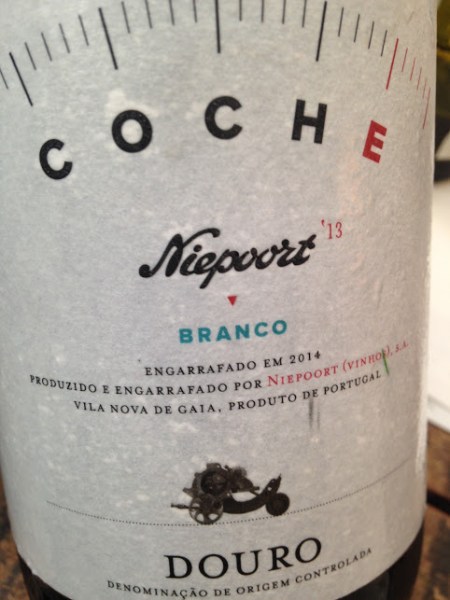 COCHE
Niepoort '13
BRANCO
ENGARRAFADO EM 2014
PRODUZIDO E ENGARRAFADO POR NIEPOORT (VINHOS), S.A.
VILA NOVA DE GAIA, PRODUTO DE PORTUGAL
DOURO
DENOMINAÇÃO DE ORIGEM CONTROLADA